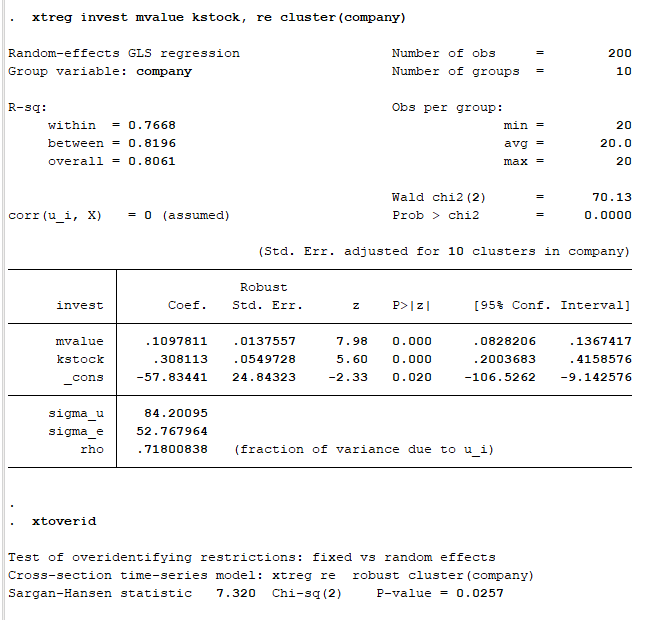 . xtreg invest mvalue kstock, re cluster(company)
Random-effects GLS regression Number of obs = 200
Group variable: company Number of groups = 10
R-sq: Obs per group:
within = 0.7668 min = 20
between = 0.8196 avg = 20.0
overall = 0.8061 max = 20
Wald chi2(2) = 70.13
corr(u_i, X) = 0 (assumed) Prob > chi2 = 0.0000
(Std. Err. adjusted for 10 clusters in company)
Robust
invest Coef. Std. Err. z P>|z| [95% Conf. Interval]
mvalue .1097811 .0137557 7.98 0.000 .0828206 .1367417
kstock .308113 .0549728 5.60 0.000 .2003683 .4158576
_cons -57.83441 24.84323 -2.33 0.020 -106.5262 -9.142576
sigma_u 84.20095
sigma_e 52.767964
rho .71800838 (fraction of variance due to u_i)
.
. xtoverid
Test of overidentifying restrictions: fixed vs random effects
Cross-section time-series model: xtreg re robust cluster(company)
Sargan-Hansen statistic 7.320 Chi-sq(2) P-value = 0.0257